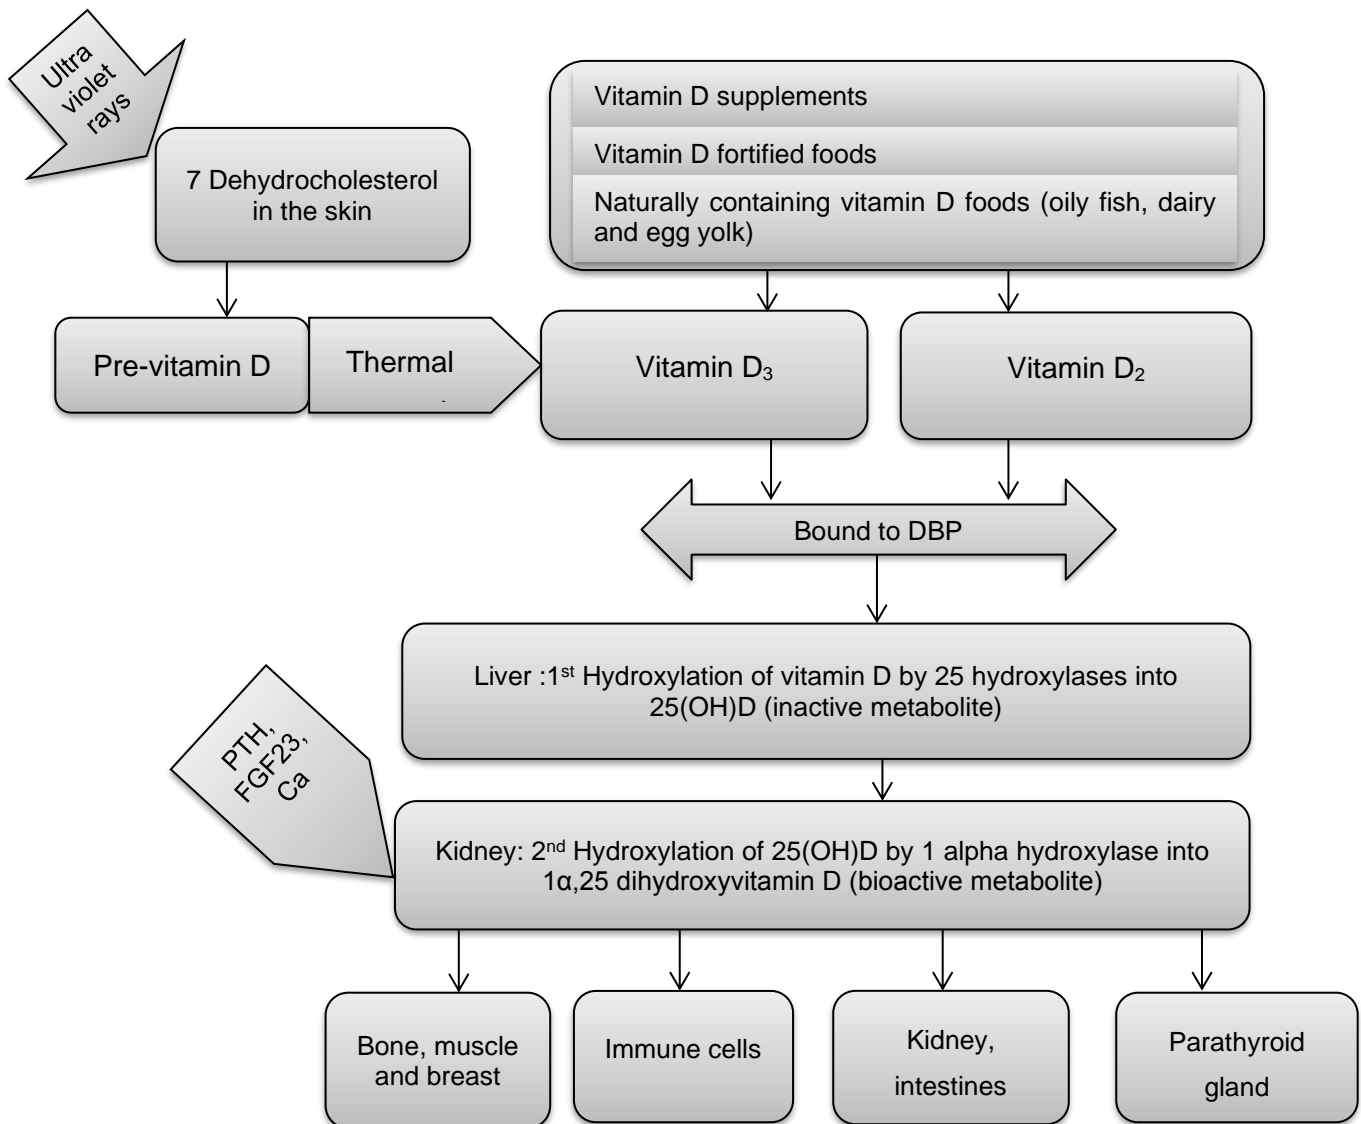 Ultra
violet
rays
7 Dehydrocholesterol
in the skin
Vitamin D supplements
Vitamin D fortified foods
Naturally containing vitamin D foods (oily fish, dairy
and egg yolk)
Pre-vitamin D
Thermal
Vitamin D₃
Vitamin D₂
Bound to DBP
Liver :1ˢᵗ Hydroxylation of vitamin D by 25 hydroxylases into
25(OH)D (inactive metabolite)
PTH,
FGF23,
Ca
Kidney: 2ⁿᵈ Hydroxylation of 25(OH)D by 1 alpha hydroxylase into
1α,25 dihydroxyvitamin D (bioactive metabolite)
Bone, muscle
and breast
Immune cells
Kidney,
intestines
Parathyroid
gland